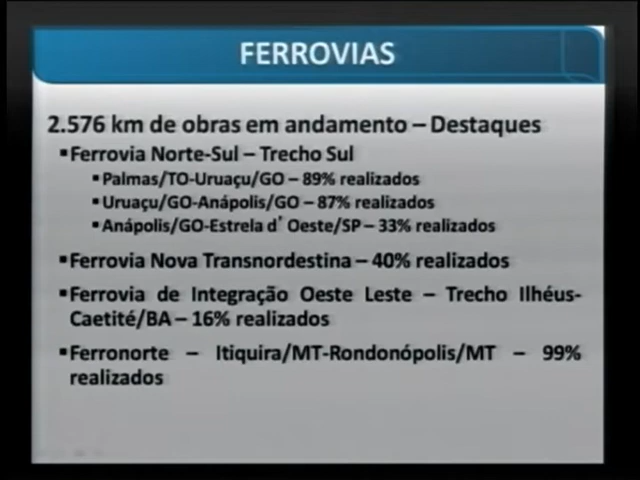 FERROVIAS
2.576 km de obras em andamento – Destaques
▪Ferrovia Norte-Sul – Trecho Sul
▪Palmas/TO-Uruaçu/GO – 89% realizados
▪Uruaçu/GO-Anápolis/GO – 87% realizados
▪Anápolis/GO-Estrela d' Oeste/SP – 33% realizados
▪Ferrovia Nova Transnordestina – 40% realizados
▪Ferrovia de Integração Oeste Leste – Trecho Ilhéus-
Caetité/BA – 16% realizados
▪Ferronorte – Itiquira/MT-Rondonópolis/MT – 99%
realizados